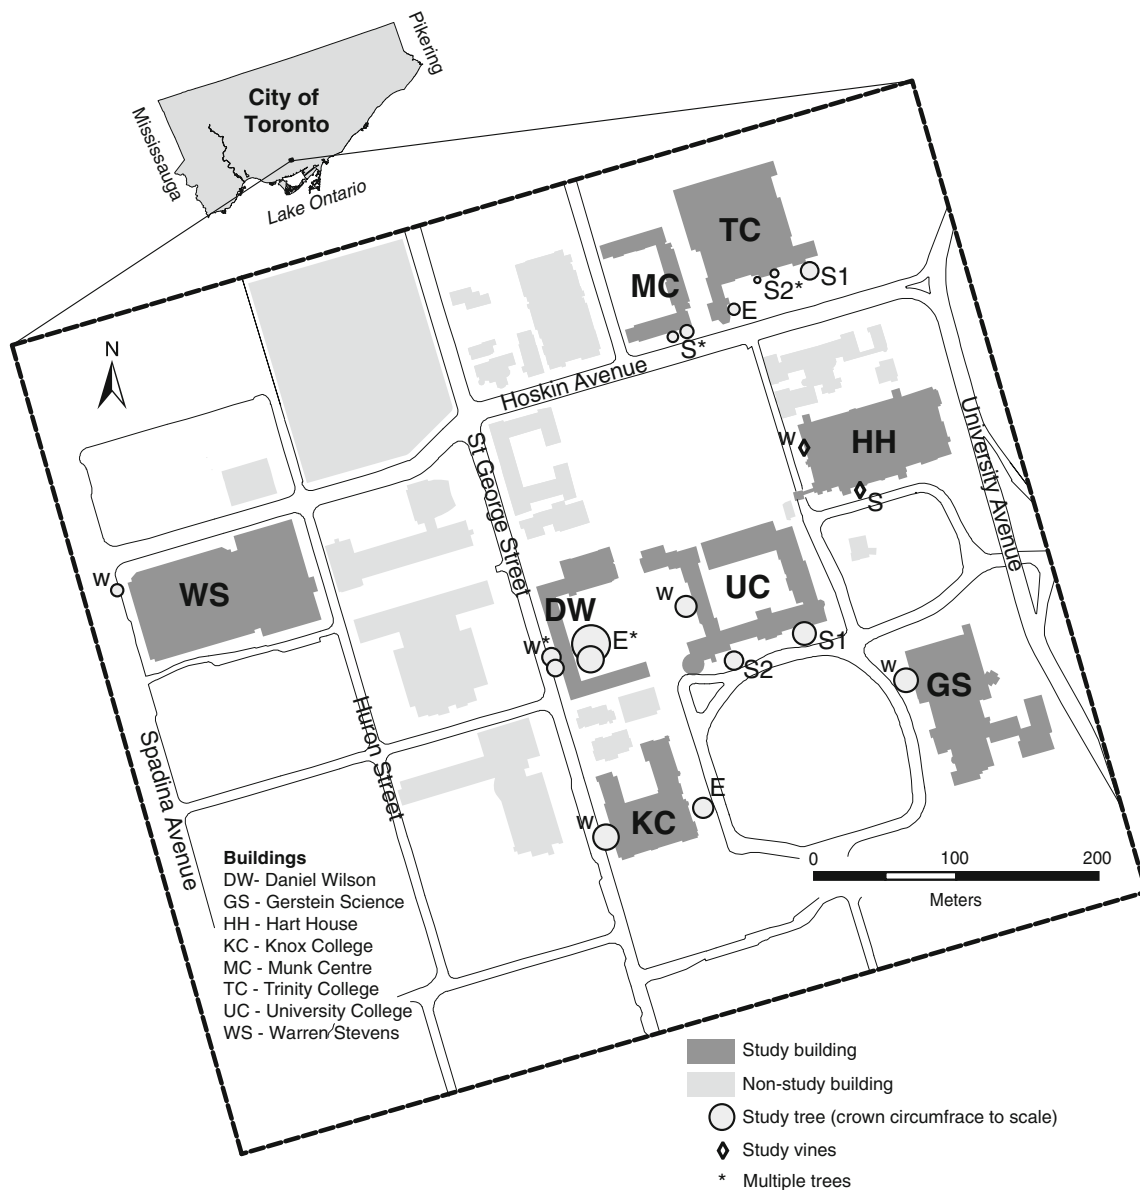 Pikering
City of
Toronto
Mississauga
Lake Ontario
N
TC
MC
S1
S2*
E
S*
Hoskin Avenue
St George Street
University Avenue
HH
w
S
WS
w
DW
E*
w*
UC
w
S1
S2
GS
w
Huron Street
Spadina Avenue
KC
E
w
0 100 200
Meters
Buildings
DW- Daniel Wilson
GS - Gerstein Science
HH - Hart House
KC - Knox College
MC - Munk Centre
TC - Trinity College
UC - University College
WS - Warren Stevens
Study building
Non-study building
Study tree (crown circumfrace to scale)
Study vines
* Multiple trees